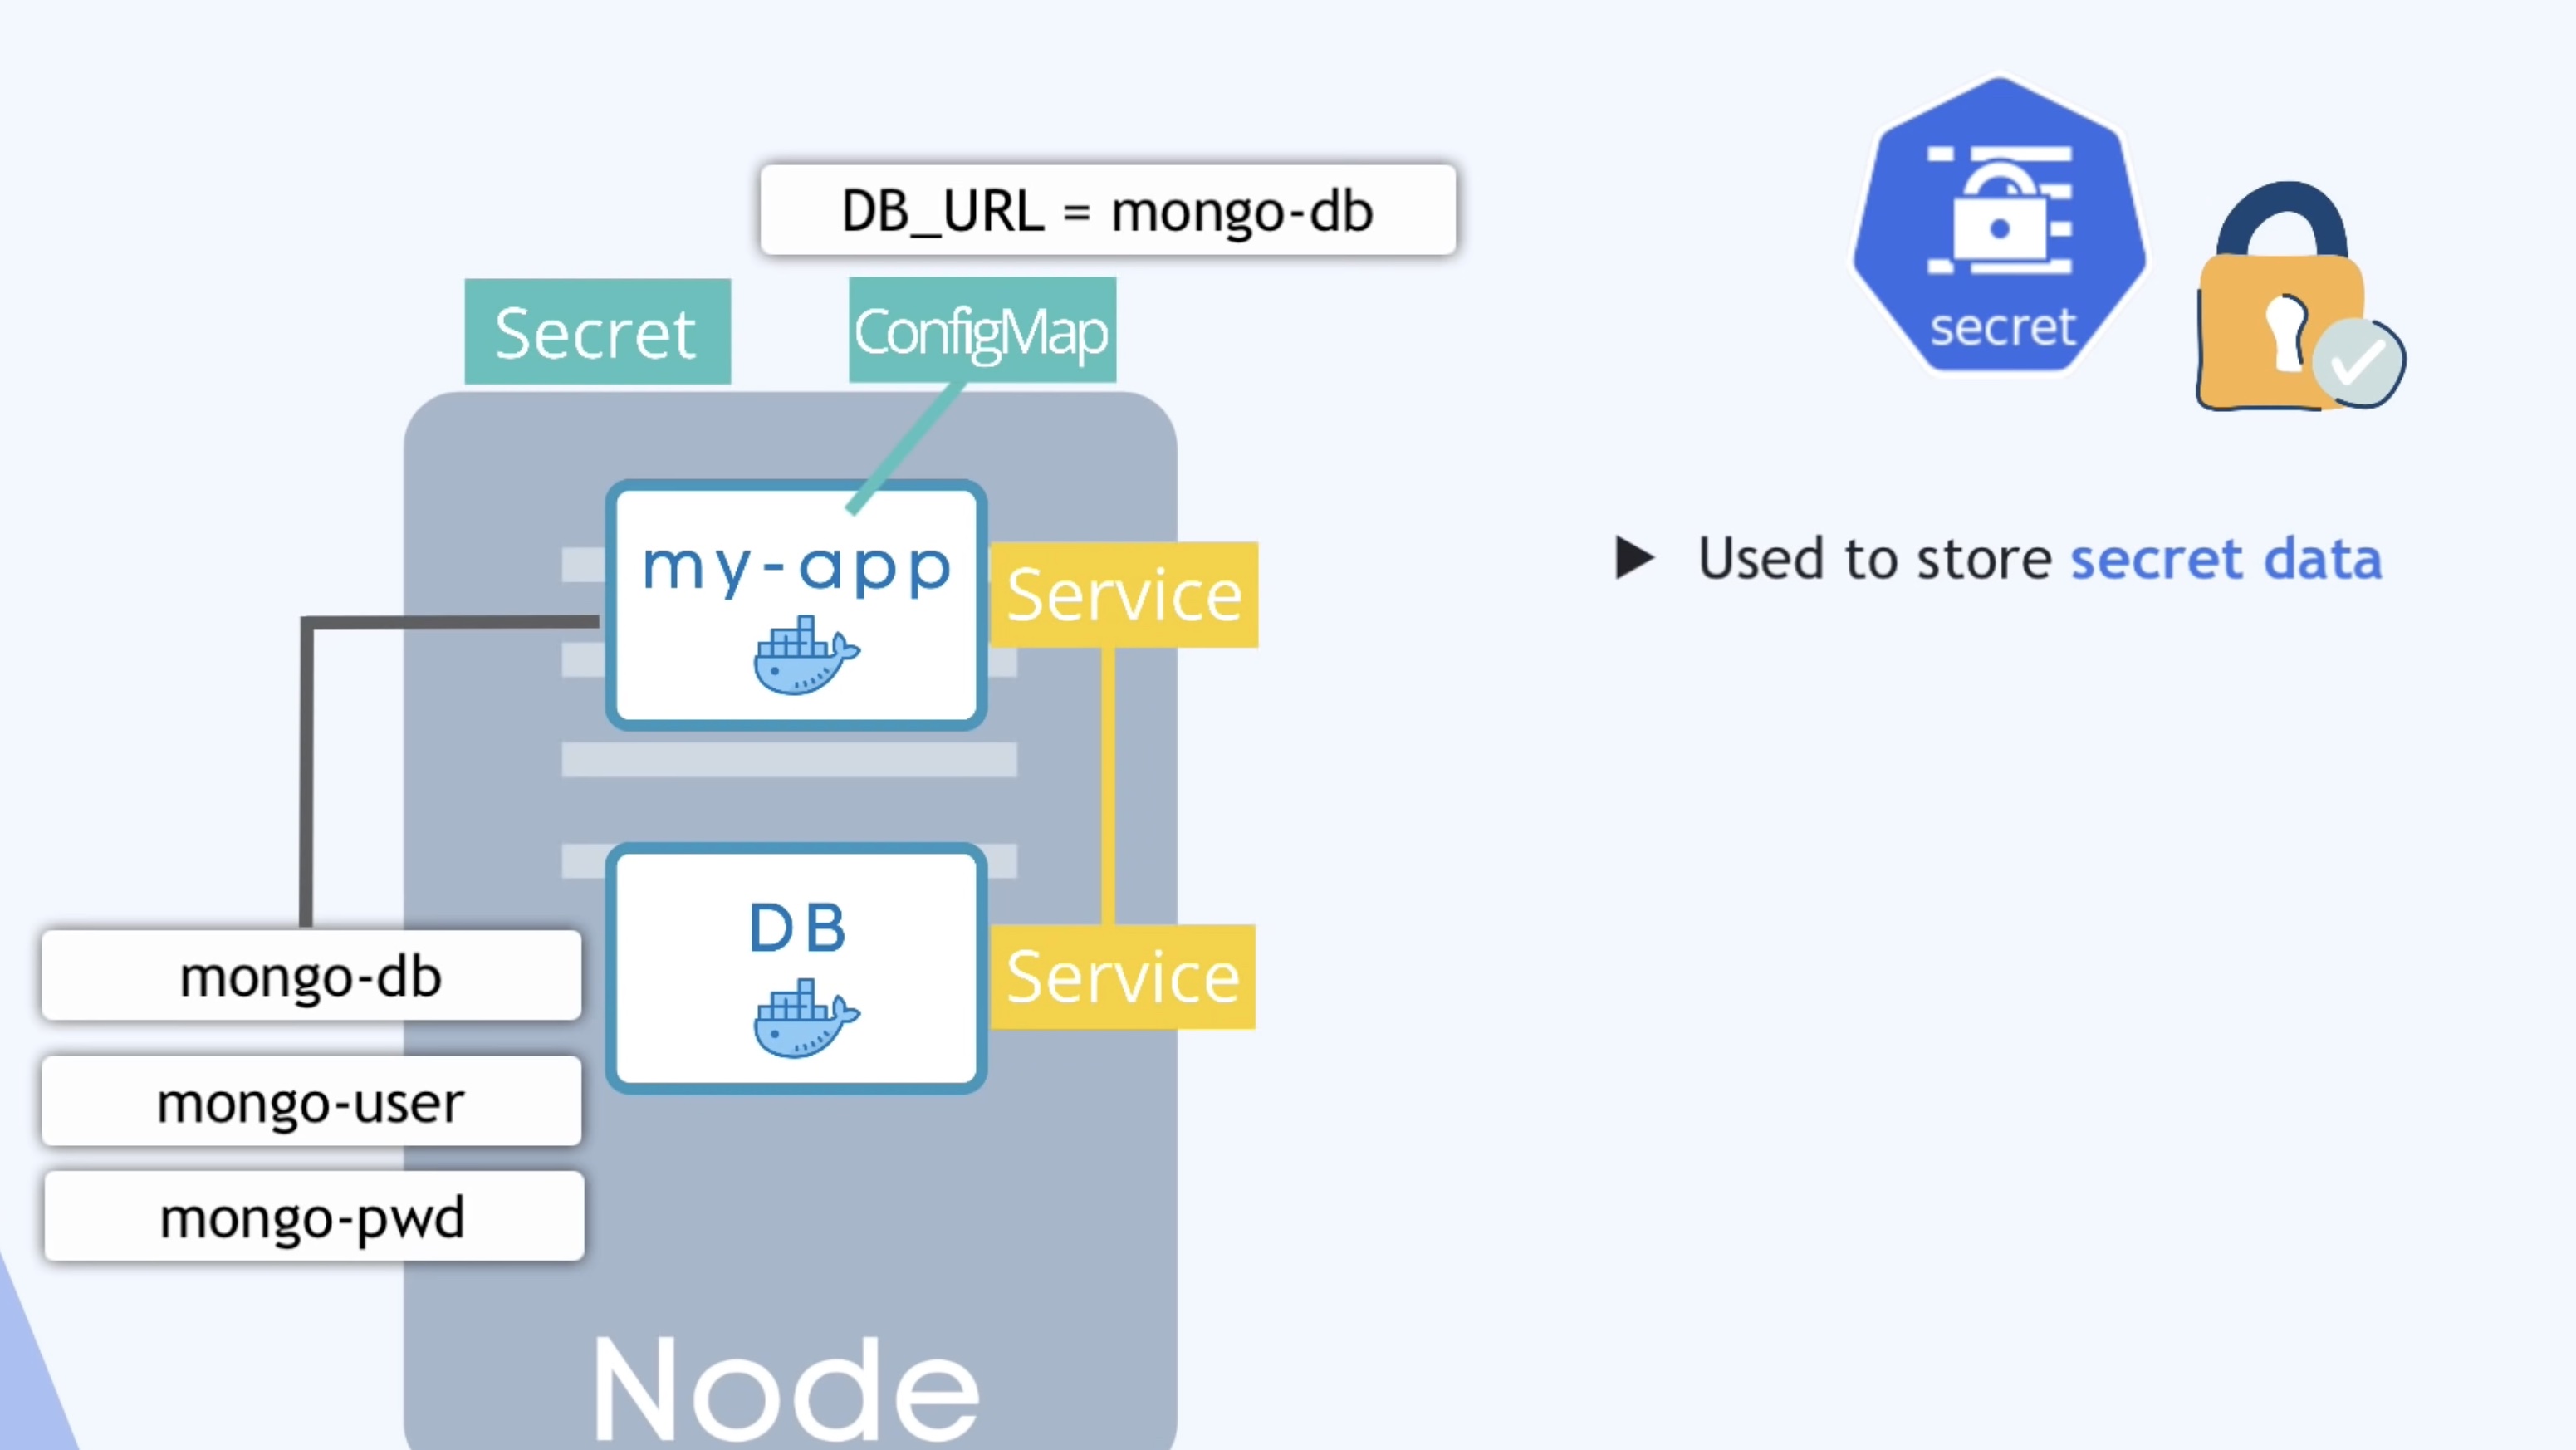 DB_URL = mongo-db
Secret
ConfigMap
secret
my-app
Service
Used to store secret data
DB
Service
mongo-db
mongo-user
mongo-pwd
Node